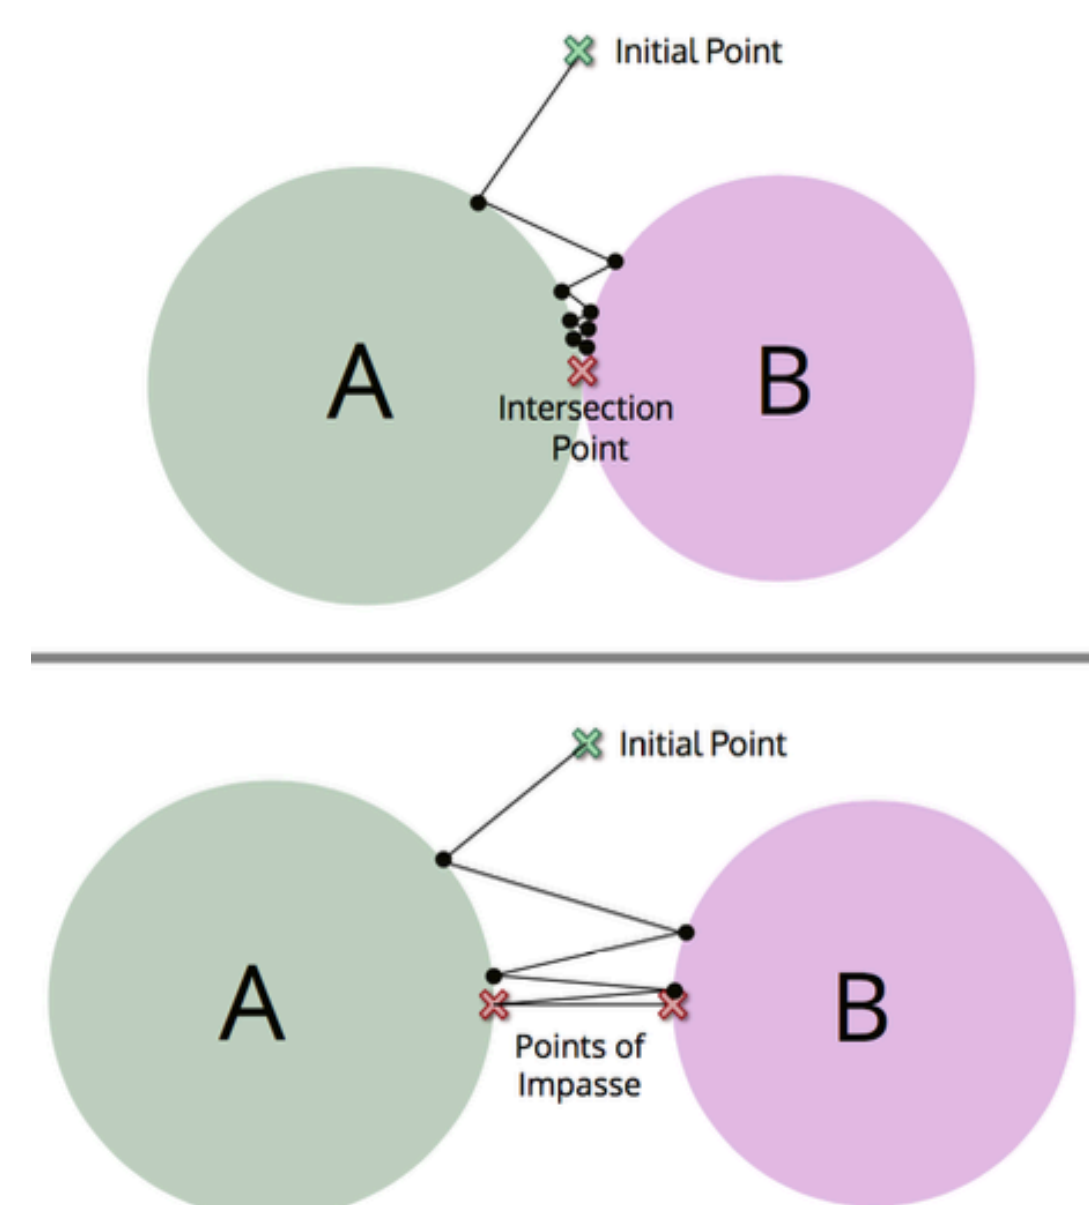 Initial Point
A
B
Intersection
Point
Initial Point
A
B
Points of
Impasse